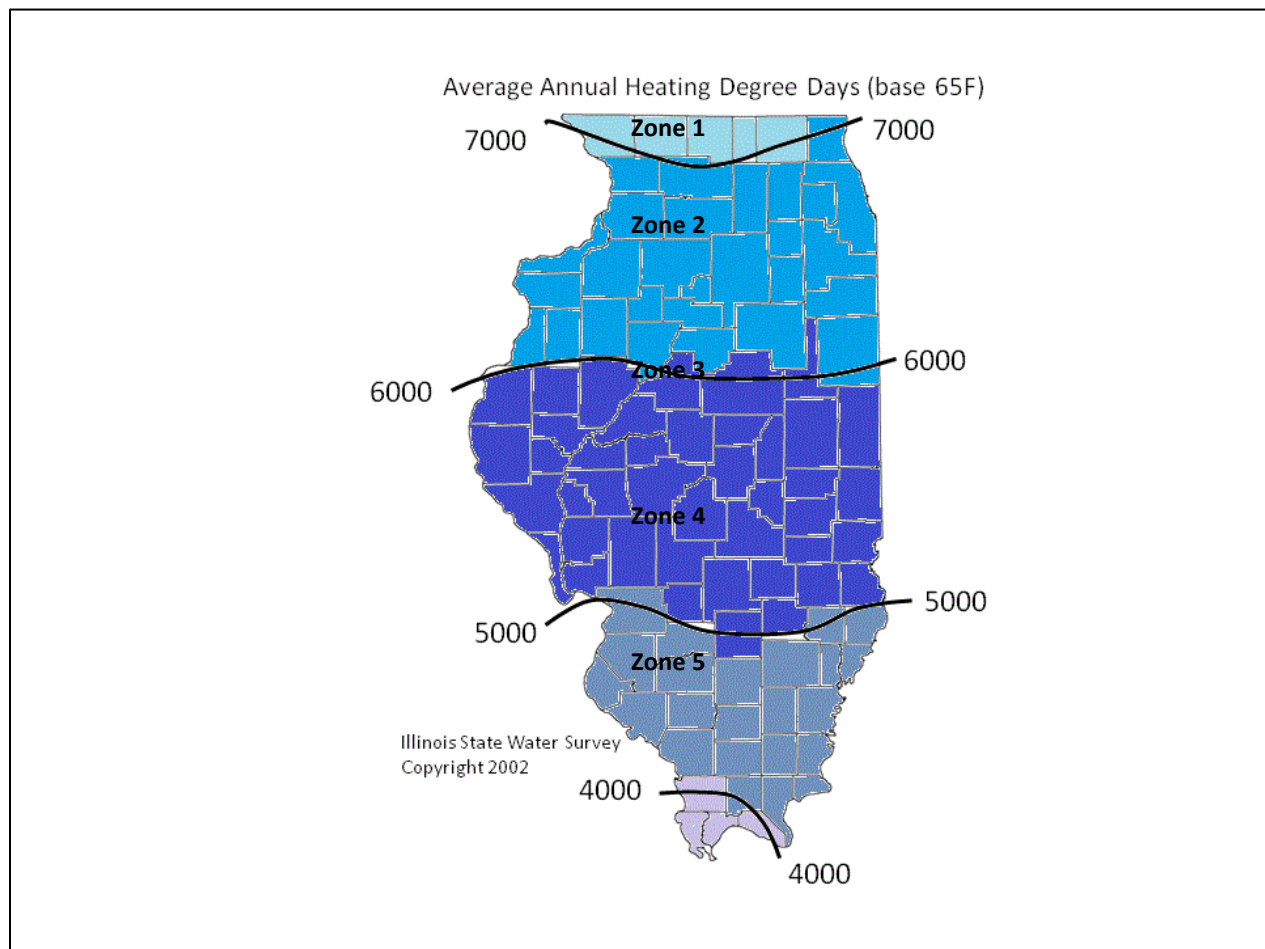 Average Annual Heating Degree Days (base 65F)
7000
Zone 1
7000
Zone 2
6000
Zone 3
6000
Zone 4
5000
5000
Zone 5
Illinois State Water Survey
Copyright 2002
4000
4000